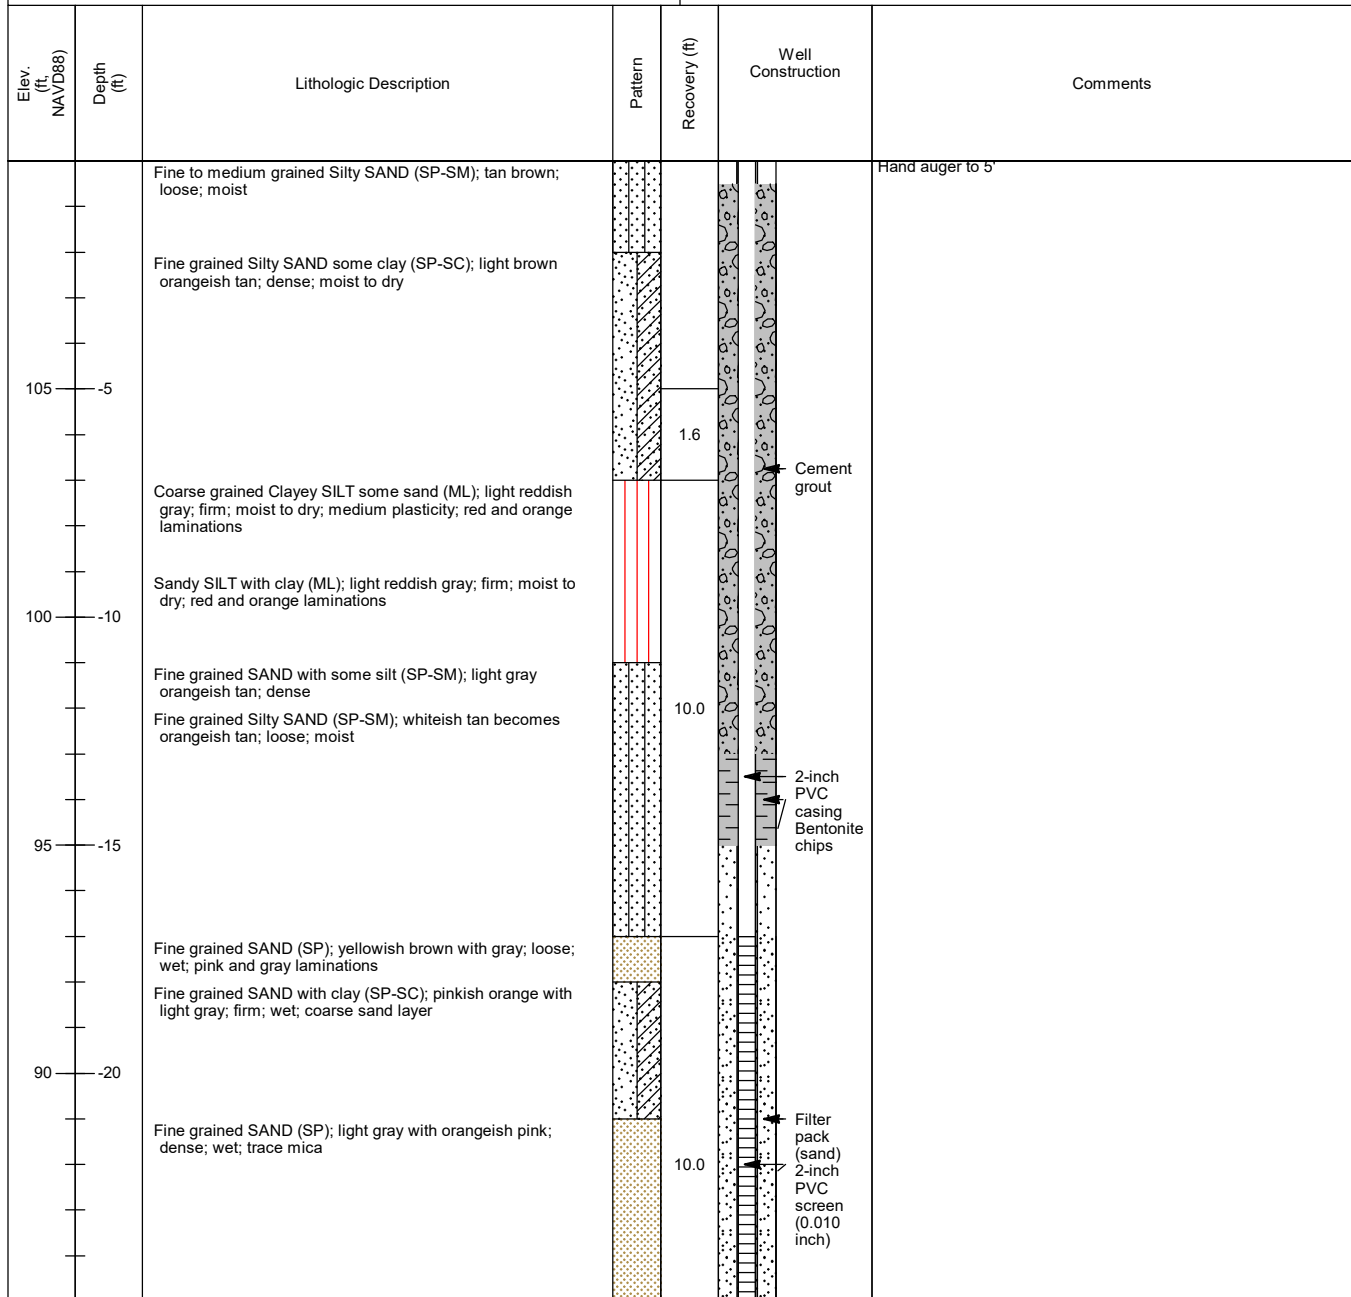 Elev.
(ft,
NAVD88)
Depth
(ft)
Lithologic Description
Pattern
Recovery (ft)
Well
Construction
Comments
Fine to medium grained Silty SAND (SP-SM); tan brown;
loose; moist
Hand auger to 5'
Fine grained Silty SAND some clay (SP-SC); light brown
orangeish tan; dense; moist to dry
105
-5
1.6
Cement
grout
Coarse grained Clayey SILT some sand (ML); light reddish
gray; firm; moist to dry; medium plasticity; red and orange
laminations
Sandy SILT with clay (ML); light reddish gray; firm; moist to
dry; red and orange laminations
100
-10
Fine grained SAND with some silt (SP-SM); light gray
orangeish tan; dense
10.0
Fine grained Silty SAND (SP-SM); whiteish tan becomes
orangeish tan; loose; moist
2-inch
PVC
casing
Bentonite
chips
95
-15
Fine grained SAND (SP); yellowish brown with gray; loose;
wet; pink and gray laminations
Fine grained SAND with clay (SP-SC); pinkish orange with
light gray; firm; wet; coarse sand layer
90
-20
Fine grained SAND (SP); light gray with orangeish pink;
dense; wet; trace mica
10.0
Filter
pack
(sand)
2-inch
PVC
screen
(0.010
inch)